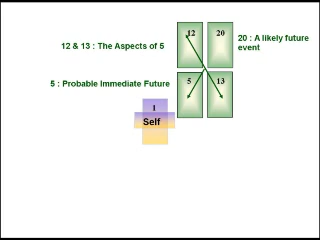 12 20
12 & 13 : The Aspects of 5
20 : A likely future
event
5 : Probable Immediate Future
5 13
1
Self